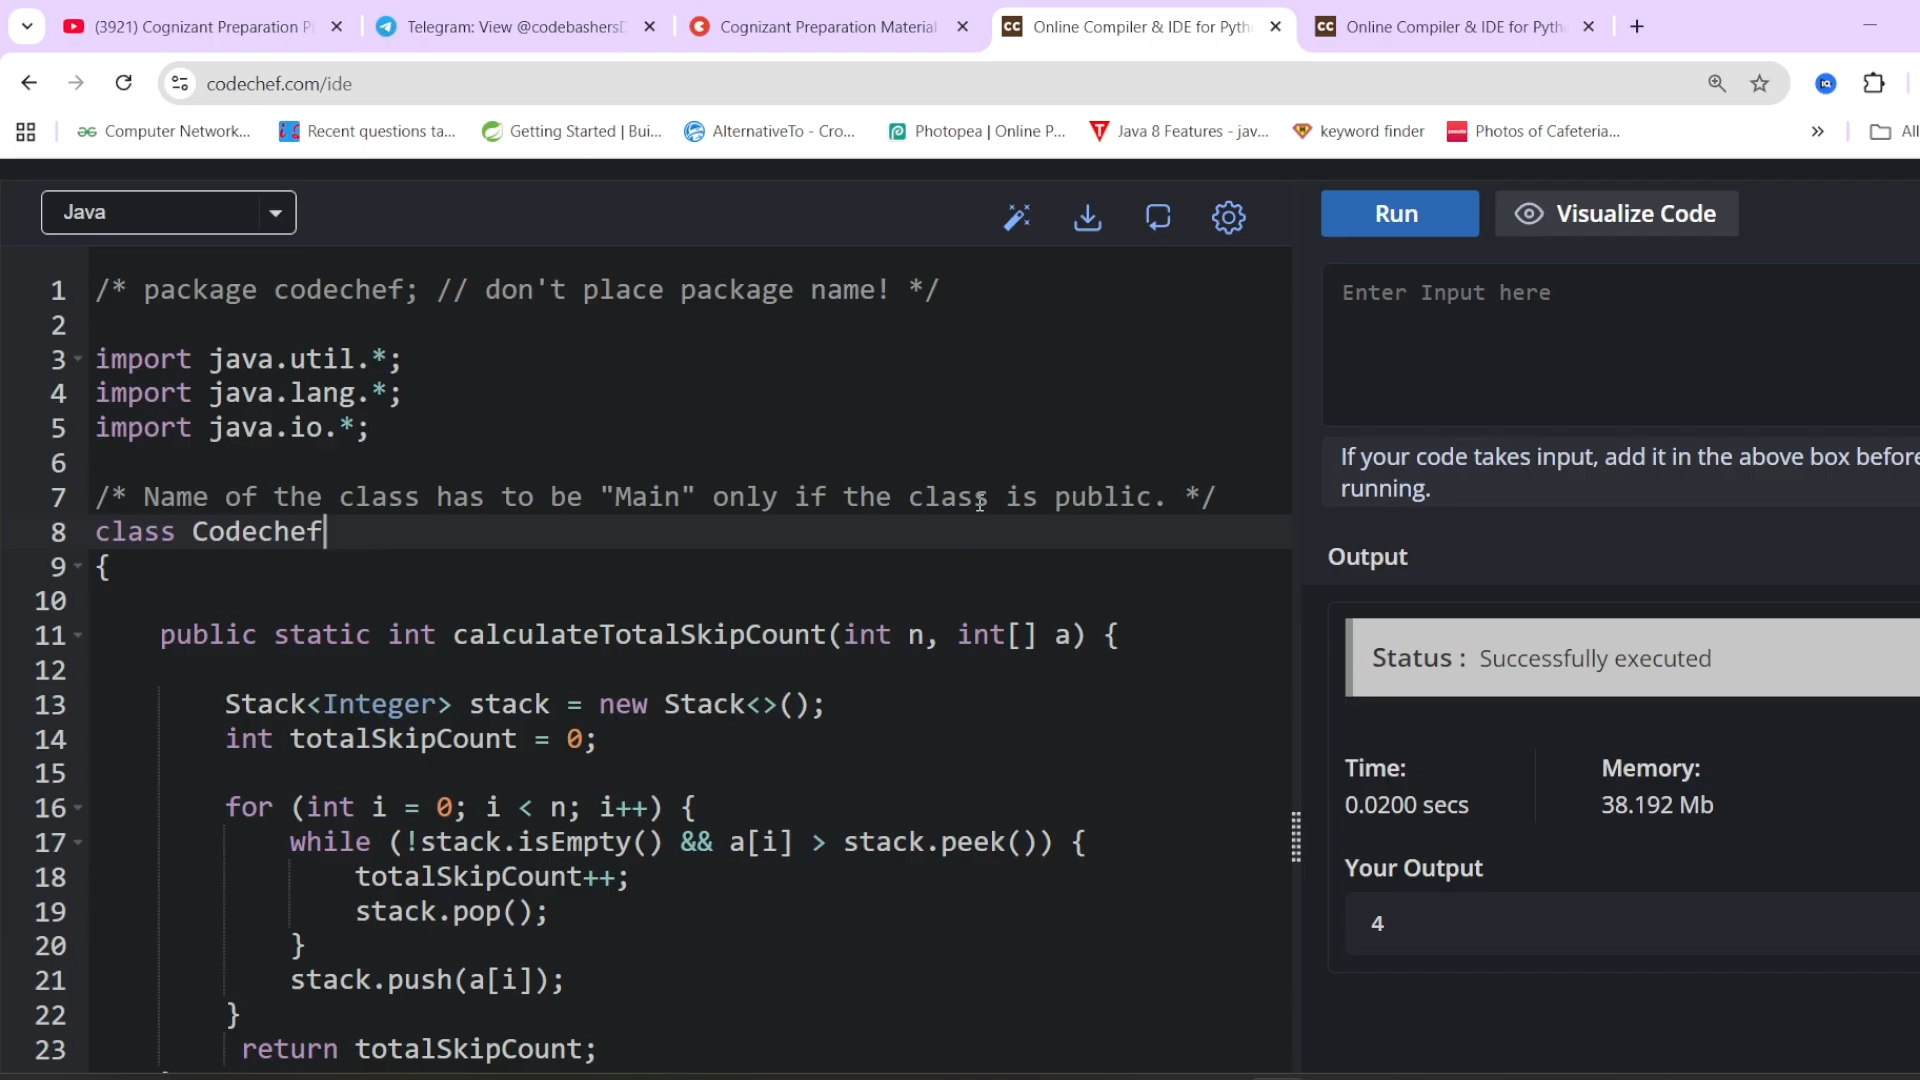 (3921) Cognizant Preparation P
Telegram: View @codebashers
Cognizant Preparation Material
Online Compiler & IDE for Pyth
Online Compiler & IDE for Pyth
codechef.com/ide
Computer Network...
Recent questions ta...
Getting Started | Bui...
AlternativeTo - Cro...
Photopea | Online P...
Java 8 Features - jav...
keyword finder
Photos of Cafeteria...
All
Java
Run
Visualize Code
1 /* package codechef; // don't place package name! */
2
3 import java.util.*;
4 import java.lang.*;
5 import java.io.*;
6
7 /* Name of the class has to be "Main" only if the class is public. */
8 class Codechef
9 {
10
11 public static int calculateTotalSkipCount(int n, int[] a) {
12
13 Stack<Integer> stack = new Stack<>();
14 int totalSkipCount = 0;
15
16 for (int i = 0; i < n; i++) {
17 while (!stack.isEmpty() && a[i] > stack.peek()) {
18 totalSkipCount++;
19 stack.pop();
20 }
21 stack.push(a[i]);
22 }
23 return totalSkipCount;
Enter Input here
If your code takes input, add it in the above box before
running.
Output
Status : Successfully executed
Time:
0.0200 secs
Memory:
38.192 Mb
Your Output
4